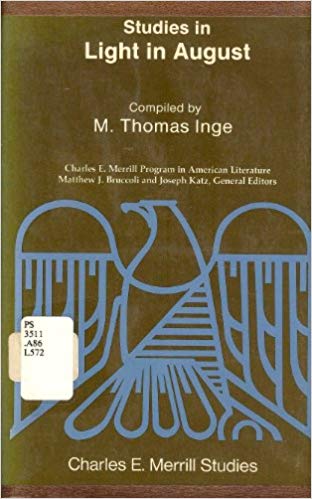 Studies in
Light in August
Compiled by
M. Thomas Inge
Charles E. Merrill Program in American Literature
Matthew J. Bruccoli and Joseph Katz, General Editors
PS
3511
.A86
L572
Charles E. Merrill Studies